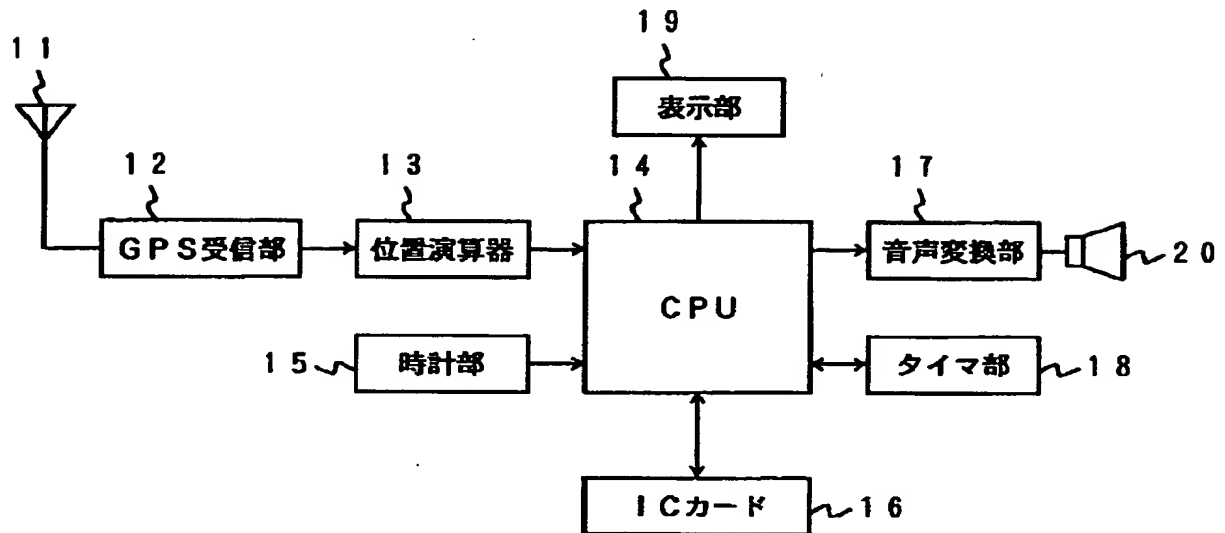 19
11
表示部
12
13
14
17
GPS受信部
位置演算器
CPU
音声変換部
20
15
時計部
タイマ部
18
ICカード
16